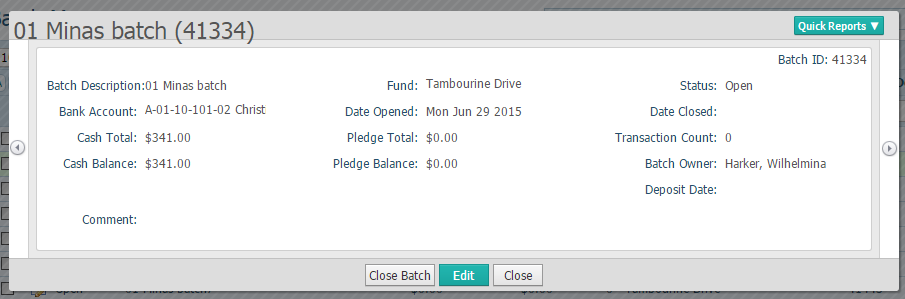 01 Minas batch (41334)
Quick Reports ▼
Batch ID: 41334
Batch Description: 01 Minas batch Fund: Tambourine Drive Status: Open
Bank Account: A-01-10-101-02 Christ Date Opened: Mon Jun 29 2015 Date Closed:
Cash Total: $341.00 Pledge Total: $0.00 Transaction Count: 0
Cash Balance: $341.00 Pledge Balance: $0.00 Batch Owner: Harker, Wilhelmina
Deposit Date:
Comment:
Close Batch Edit Close